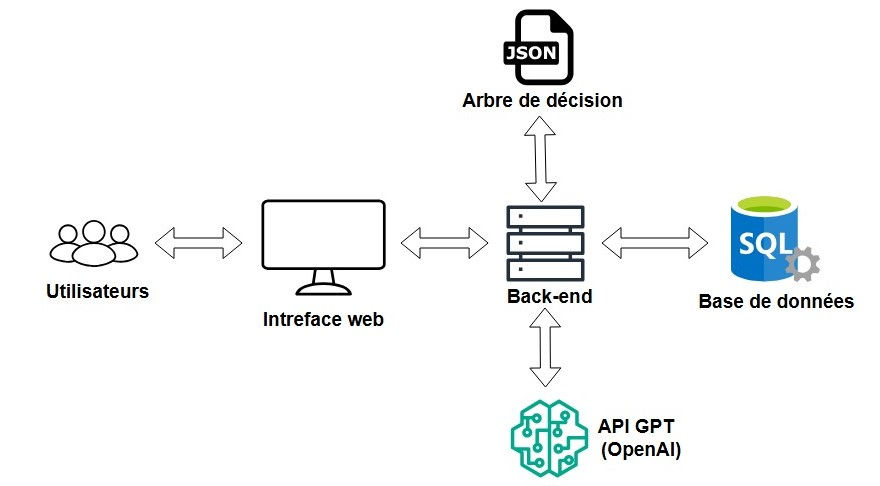 JSON
Arbre de décision
Utilisateurs
Intreface web
Back-end
SQL
Base de données
API GPT
(OpenAI)